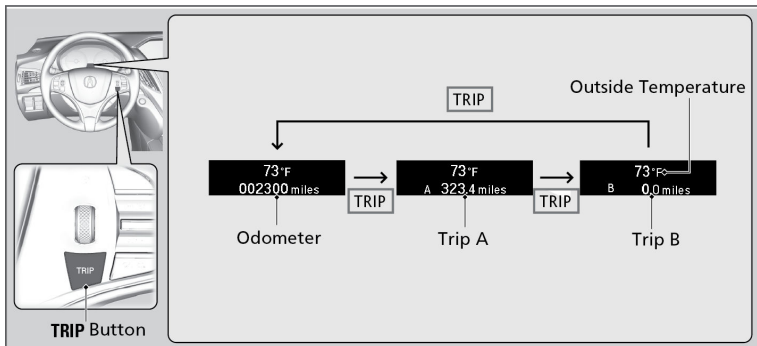 TRIP
Outside Temperature
73°F
002300 miles
TRIP
73°F
A 323.4 miles
TRIP
73°F
B 0.0 miles
Odometer
Trip A
Trip B
TRIP
TRIP Button